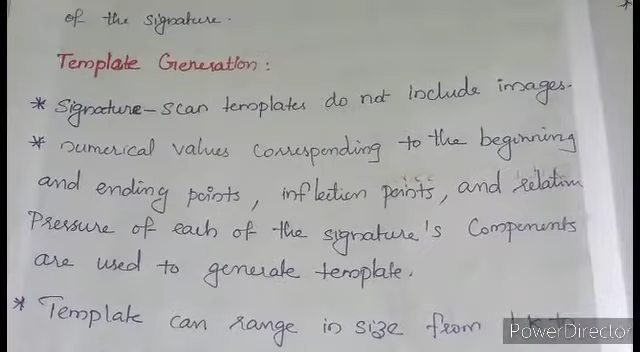 of the signature.
Template Generation:
* Signature-scan templates do not include images.
* numerical values corresponding to the beginning
and ending points, inflection points, and relative
Pressure of each of the signature's Components
are used to generate template.
* Template can range in size from 1k to
PowerDirector